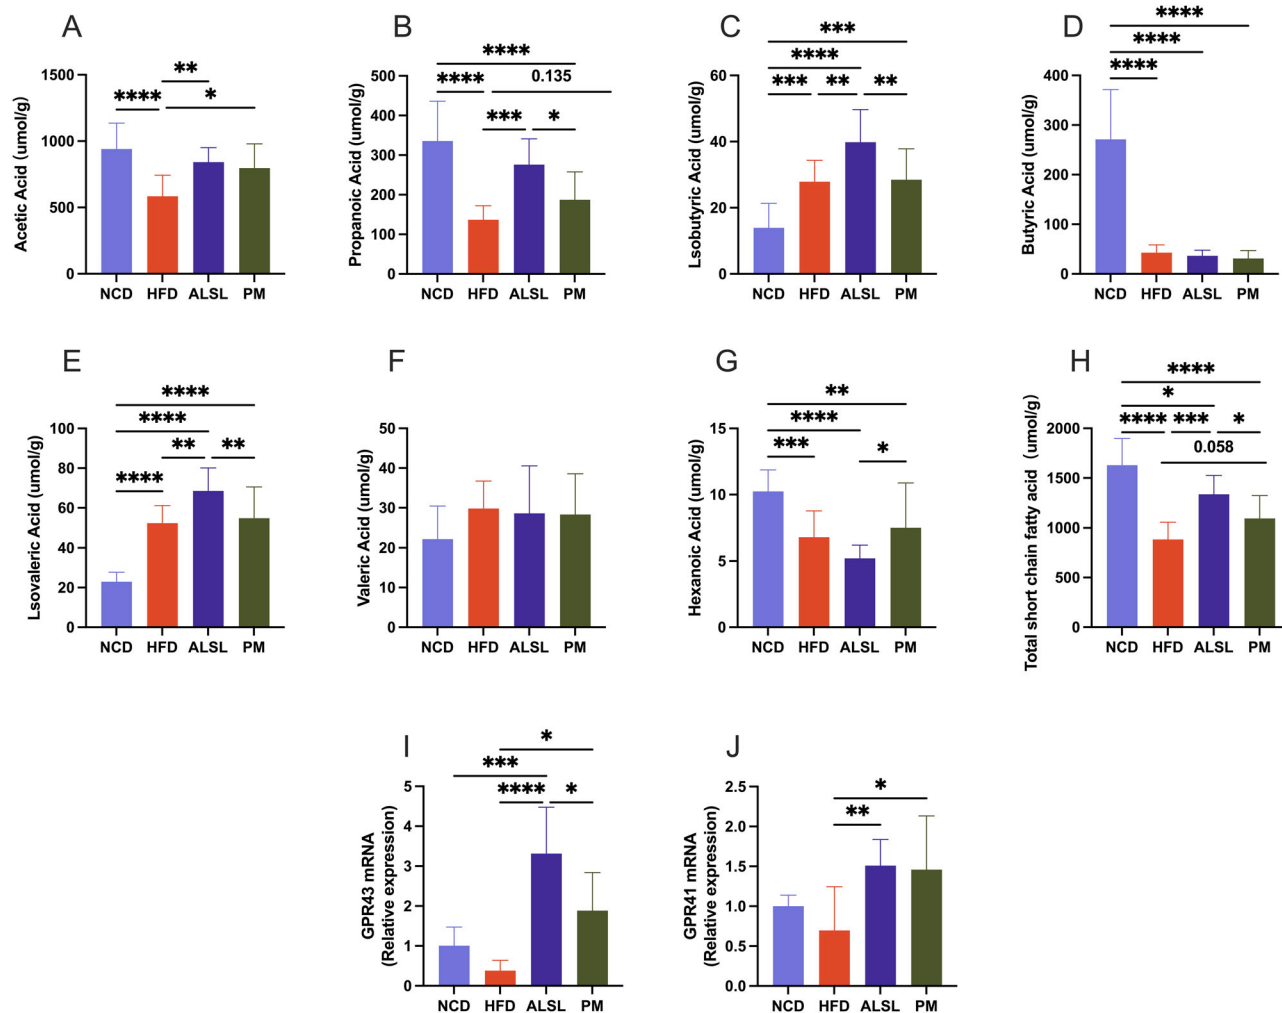 A
Acetic Acid (umol/g)
1500
1000
500
0
****
**
*
NCD HFD ALSL PM
B
Propanoic Acid (umol/g)
500
400
300
200
100
0
****
****
0.135
***
*
NCD HFD ALSL PM
C
Lsobutyric Acid (umol/g)
60
40
20
0
***
****
*** ** **
NCD HFD ALSL PM
D
Butyric Acid (umol/g)
400
300
200
100
0
****
****
****
NCD HFD ALSL PM
E
Lsovaleric Acid (umol/g)
100
80
60
40
20
0
****
****
** **
****
NCD HFD ALSL PM
F
Valeric Acid (umol/g)
50
40
30
20
10
0
NCD HFD ALSL PM
G
Hexanoic Acid (umol/g)
15
10
5
0
**
****
***
*
NCD HFD ALSL PM
H
Total short chain fatty acid (umol/g)
2000
1500
1000
500
0
****
*
**** *** *
0.058
NCD HFD ALSL PM
I
GPR43 mRNA
(Relative expression)
5
4
3
2
1
0
*
***
**** *
NCD HFD ALSL PM
J
GPR41 mRNA
(Relative expression)
2.5
2.0
1.5
1.0
0.5
0.0
*
**
NCD HFD ALSL PM